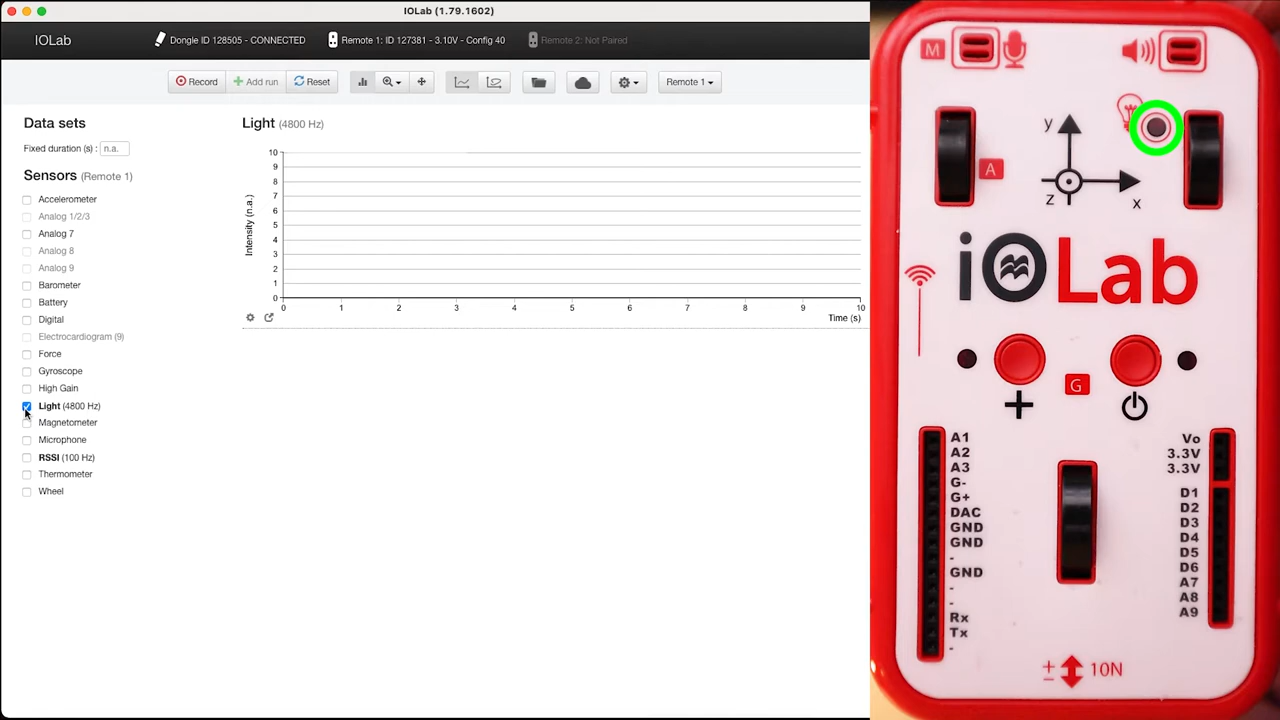 IOLab (1.79.1602)
IOLab
Dongle ID 128505 - CONNECTED
Remote 1: ID 127381 - 3.10V - Config 40
Remote 2: Not Paired
Record
Add run
Reset
Remote 1
Data sets
Fixed duration (s) : n.a.
Sensors (Remote 1)
Accelerometer
Analog 1/2/3
Analog 7
Analog 8
Analog 9
Barometer
Battery
Digital
Electrocardiogram (9)
Force
Gyroscope
High Gain
Light (4800 Hz)
Magnetometer
Microphone
RSSI (100 Hz)
Thermometer
Wheel
Light (4800 Hz)
Intensity (n.a.)
10
9
8
7
6
5
4
3
2
1
0
0 1 2 3 4 5 6 7 8 9 10
Time (s)
M
y
A
z
x
iOLab
G
+
A1
A2
A3
G-
G+
DAC
GND
GND
-
GND
-
-
Rx
Tx
-
Vo
3.3V
3.3V
D1
D2
D3
D4
D5
D6
A7
A8
A9
± 10N